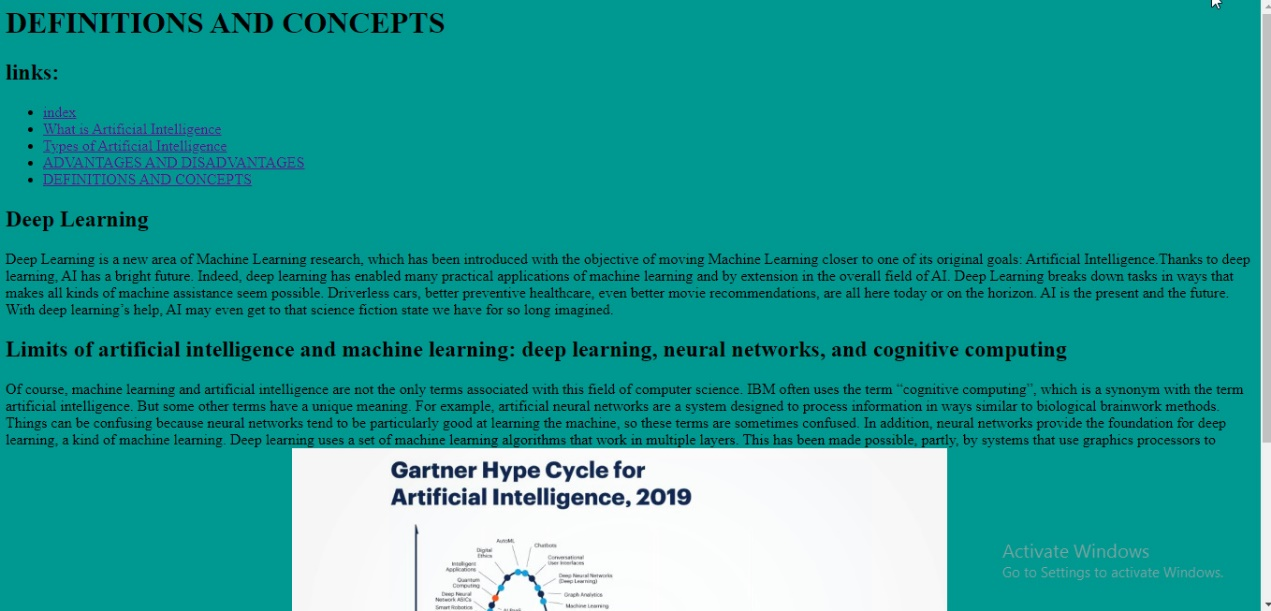 DEFINITIONS AND CONCEPTS
links:
index
What is Artificial Intelligence
Types of Artificial Intelligence
ADVANTAGES AND DISADVANTAGES
DEFINITIONS AND CONCEPTS
Deep Learning
Deep Learning is a new area of Machine Learning research, which has been introduced with the objective of moving Machine Learning closer to one of its original goals: Artificial Intelligence.Thanks to deep
learning, AI has a bright future. Indeed, deep learning has enabled many practical applications of machine learning and by extension in the overall field of AI. Deep Learning breaks down tasks in ways that
makes all kinds of machine assistance seem possible. Driverless cars, better preventive healthcare, even better movie recommendations, are all here today or on the horizon. AI is the present and the future.
With deep learning’s help, AI may even get to that science fiction state we have for so long imagined.
Limits of artificial intelligence and machine learning: deep learning, neural networks, and cognitive computing
Of course, machine learning and artificial intelligence are not the only terms associated with this field of computer science. IBM often uses the term “cognitive computing”, which is a synonym with the term
artificial intelligence. But some other terms have a unique meaning. For example, artificial neural networks are a system designed to process information in ways similar to biological brainwork methods.
Things can be confusing because neural networks tend to be particularly good at learning the machine, so these terms are sometimes confused. In addition, neural networks provide the foundation for deep
learning, a kind of machine learning. Deep learning uses a set of machine learning algorithms that work in multiple layers. This has been made possible, partly, by systems that use graphics processors to
Gartner Hype Cycle for
Artificial Intelligence, 2019
AutoML
Chatbots
Digital
Ethics
Conversational
User Interfaces
Intelligent
Applications
Deep Neural Networks
(Deep Learning)
Quantum
Computing
Graph Analytics
Deep Neural
Network ASICs
Smart Robotics
Machine Learning
Activate Windows
Go to Settings to activate Windows.